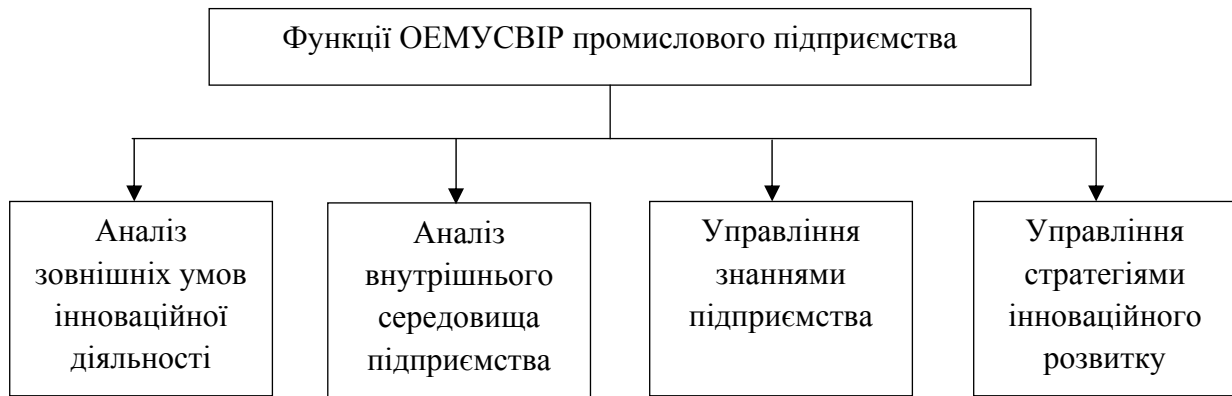 Функції ОЕМУСВІР промислового підприємства
Аналіз
зовнішніх умов
інноваційної
діяльності
Аналіз
внутрішнього
середовища
підприємства
Управління
знаннями
підприємства
Управління
стратегіями
інноваційного
розвитку